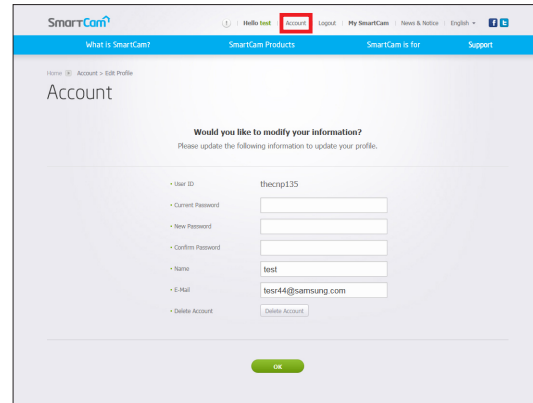 SmartCam
Hello test | Account | Logout | My SmartCam | News & Notice | English
What is SmartCam? SmartCam Products SmartCam is for Support
Home Account > Edit Profile
Account
Would you like to modify your information?
Please update the following information to update your profile.
• User ID thecnp135
• Current Password
• New Password
• Confirm Password
• Name test
• E-Mail tesr44@samsung.com
• Delete Account Delete Account
OK